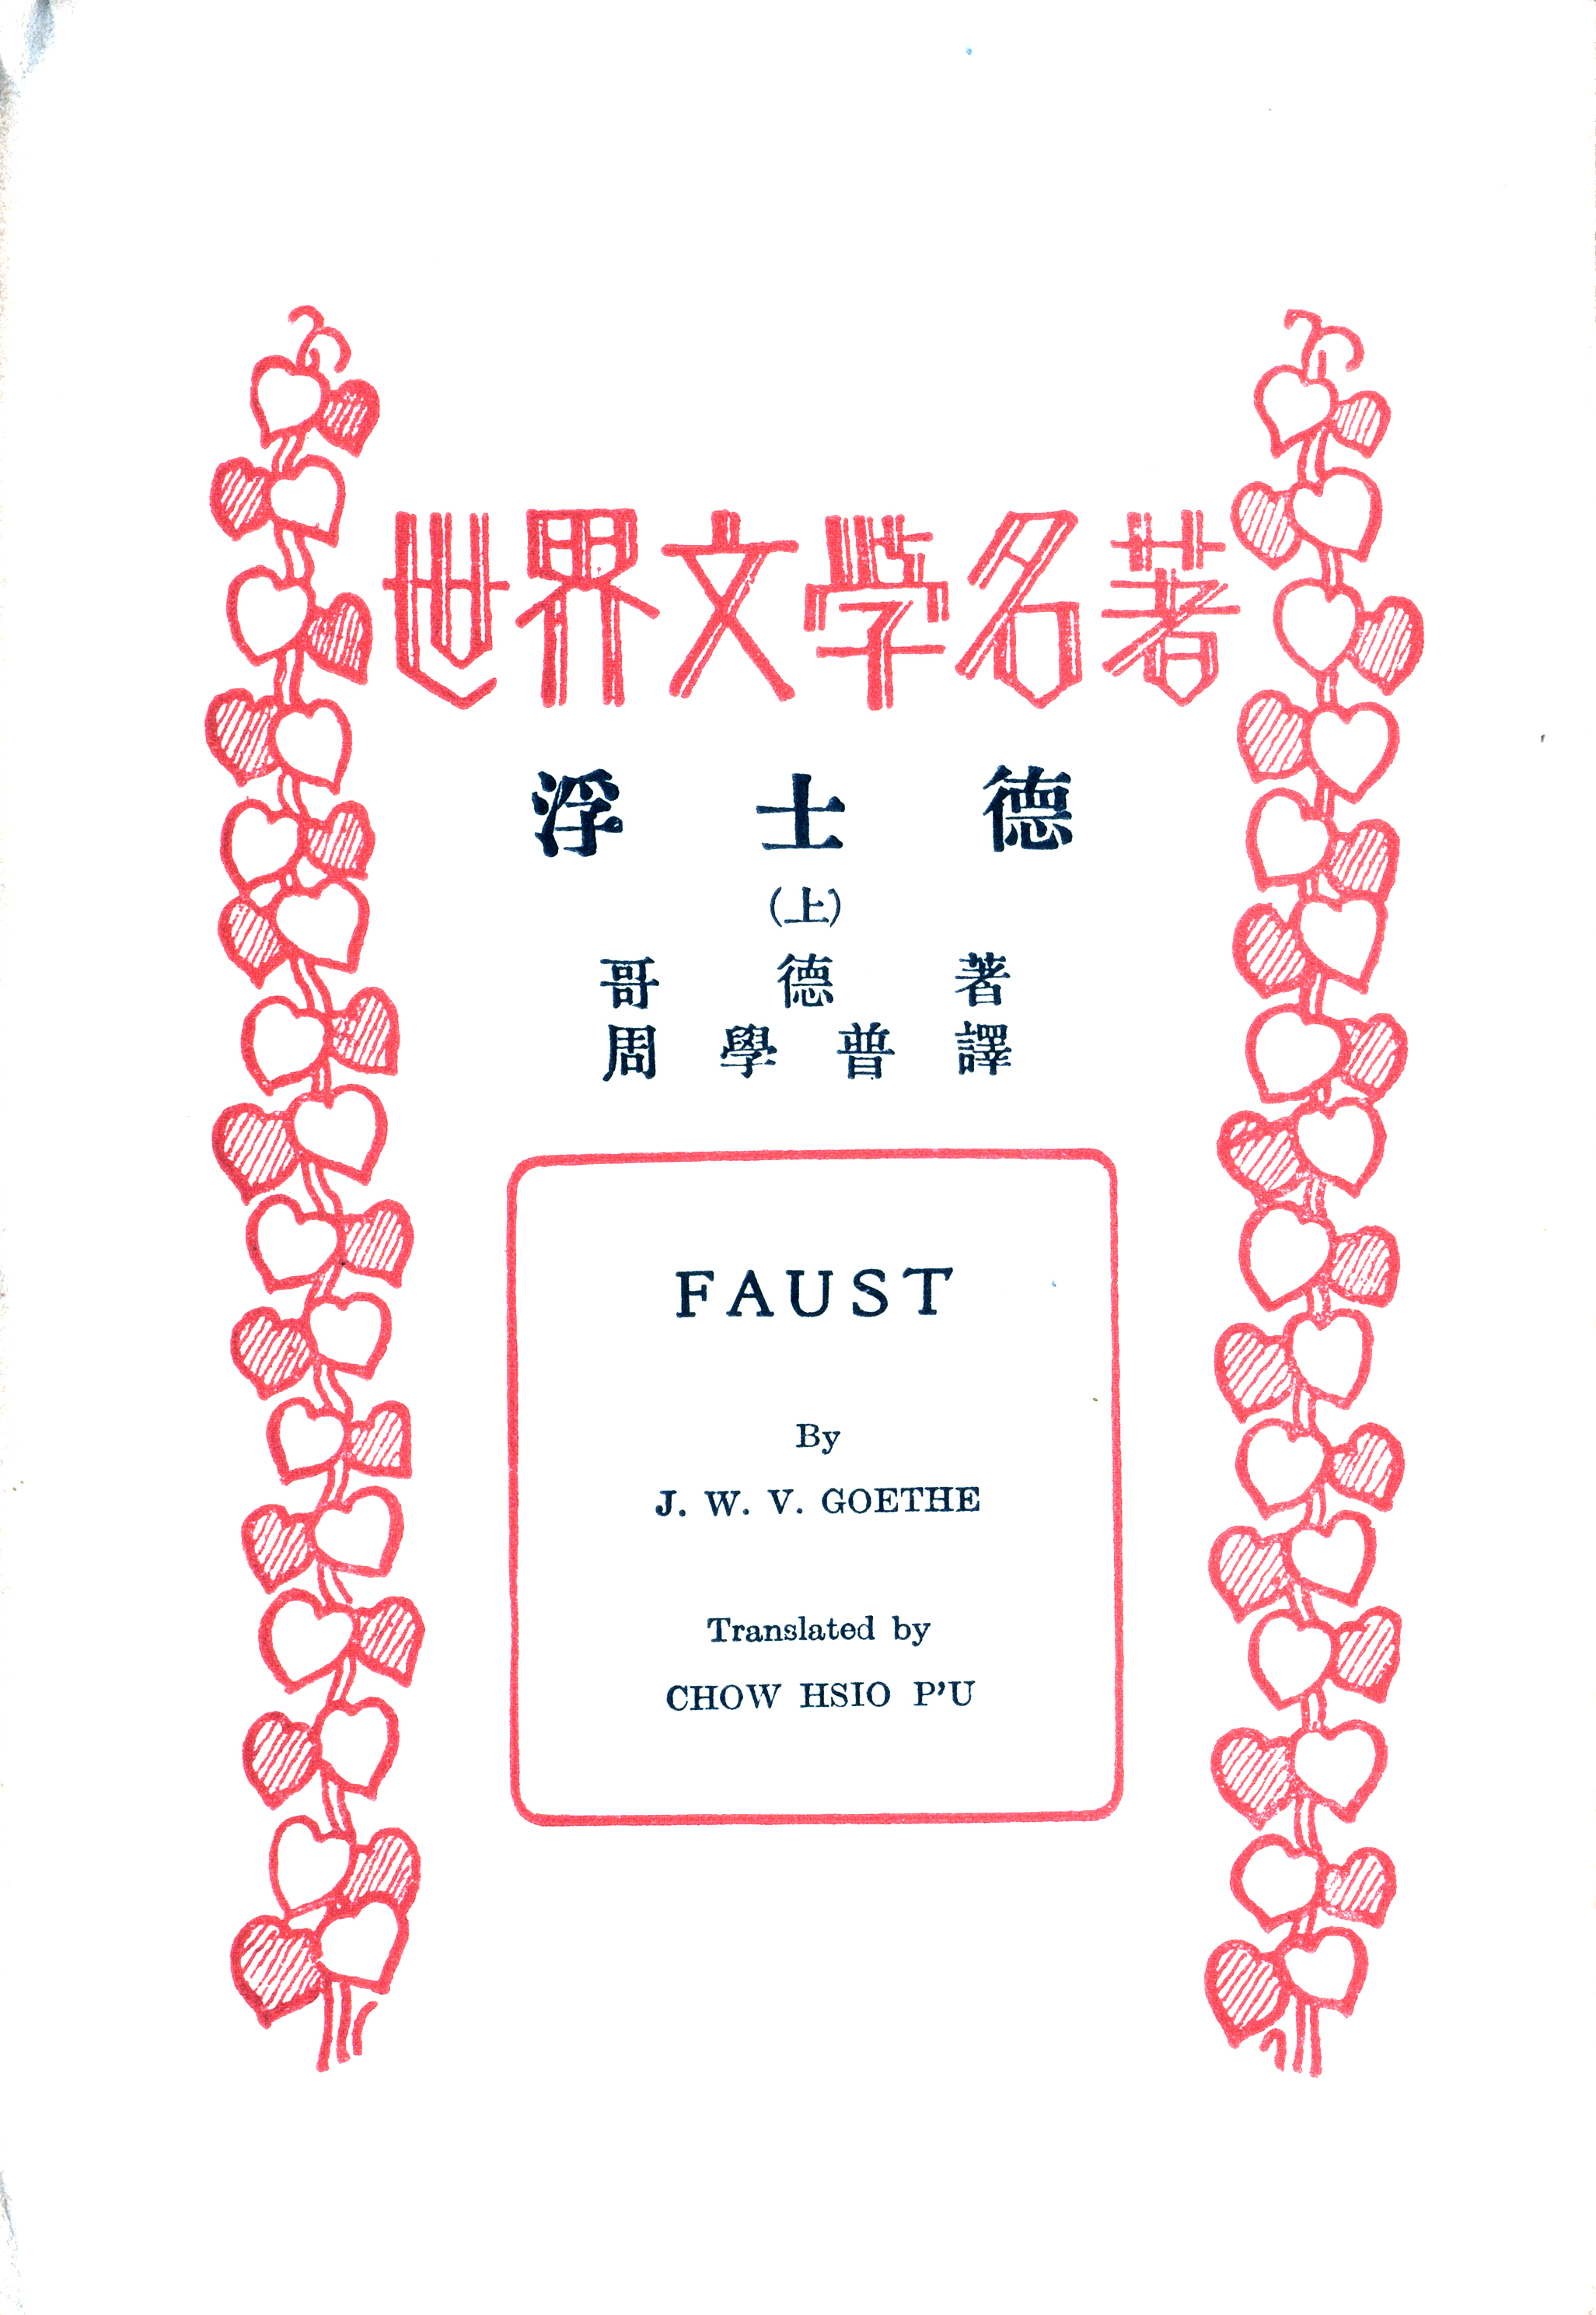 世界文學名著
浮士德
(上)
哥德著
周學普譯
FAUST
By
J. W. V. GOETHE
Translated by
CHOW HSIO P'U